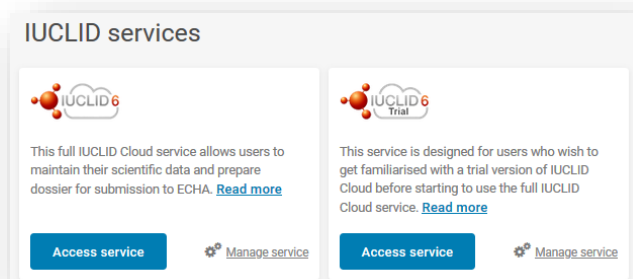 IUCLID services
IUCLID 6
This full IUCLID Cloud service allows users to
maintain their scientific data and prepare
dossier for submission to ECHA. Read more
Access service
Manage service
IUCLID 6
Trial
This service is designed for users who wish to
get familiarised with a trial version of IUCLID
Cloud before starting to use the full IUCLID
Cloud service. Read more
Access service
Manage service